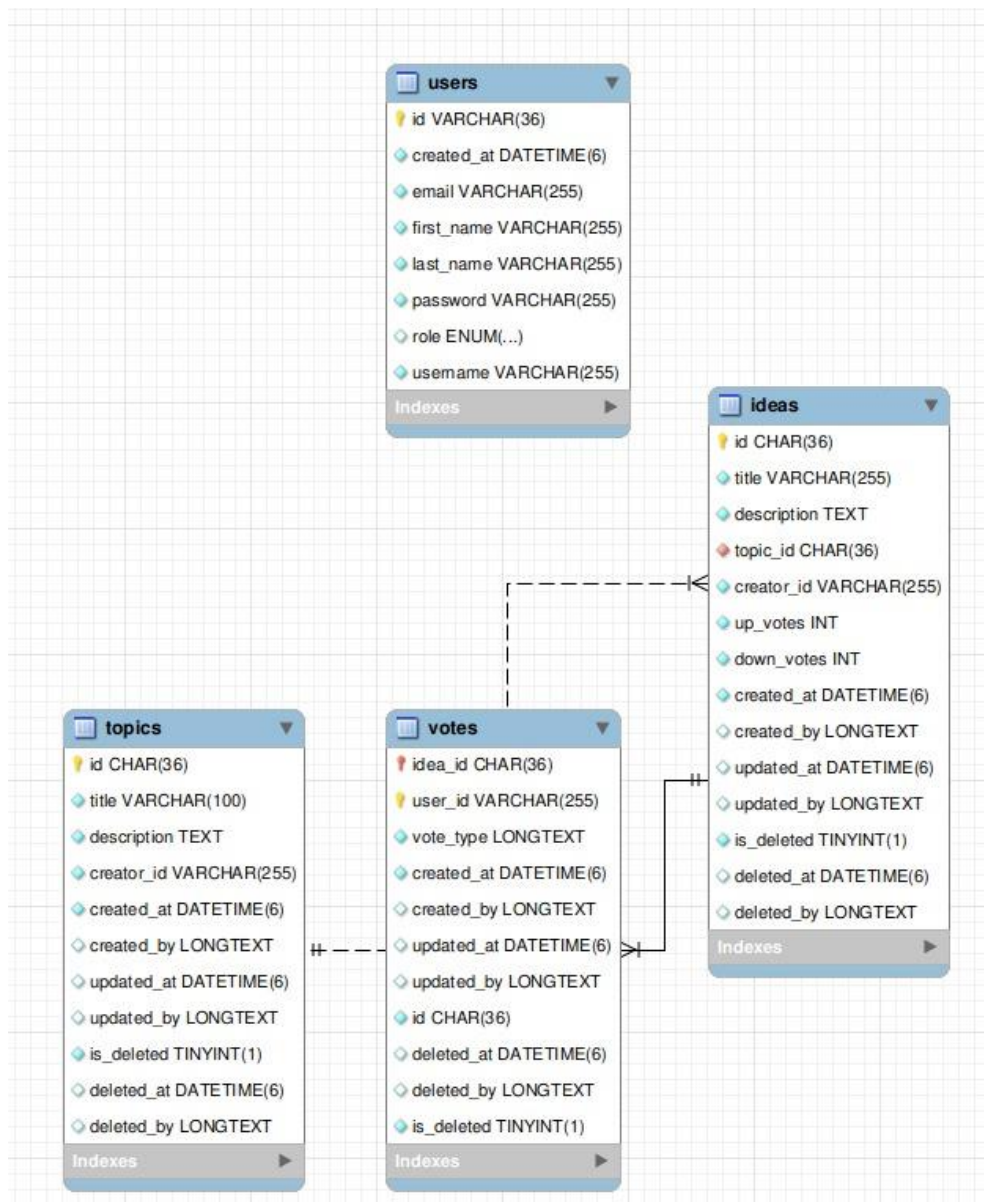 users
id VARCHAR(36)
created_at DATETIME(6)
email VARCHAR(255)
first_name VARCHAR(255)
last_name VARCHAR(255)
password VARCHAR(255)
role ENUM(...)
username VARCHAR(255)
Indexes
ideas
id CHAR(36)
title VARCHAR(255)
description TEXT
topic_id CHAR(36)
creator_id VARCHAR(255)
up_votes INT
down_votes INT
created_at DATETIME(6)
created_by LONGTEXT
updated_at DATETIME(6)
updated_by LONGTEXT
is_deleted TINYINT(1)
deleted_at DATETIME(6)
deleted_by LONGTEXT
Indexes
topics
id CHAR(36)
title VARCHAR(100)
description TEXT
creator_id VARCHAR(255)
created_at DATETIME(6)
created_by LONGTEXT
updated_at DATETIME(6)
updated_by LONGTEXT
is_deleted TINYINT(1)
deleted_at DATETIME(6)
deleted_by LONGTEXT
Indexes
votes
idea_id CHAR(36)
user_id VARCHAR(255)
vote_type LONGTEXT
created_at DATETIME(6)
created_by LONGTEXT
updated_at DATETIME(6)
updated_by LONGTEXT
id CHAR(36)
deleted_at DATETIME(6)
deleted_by LONGTEXT
is_deleted TINYINT(1)
Indexes